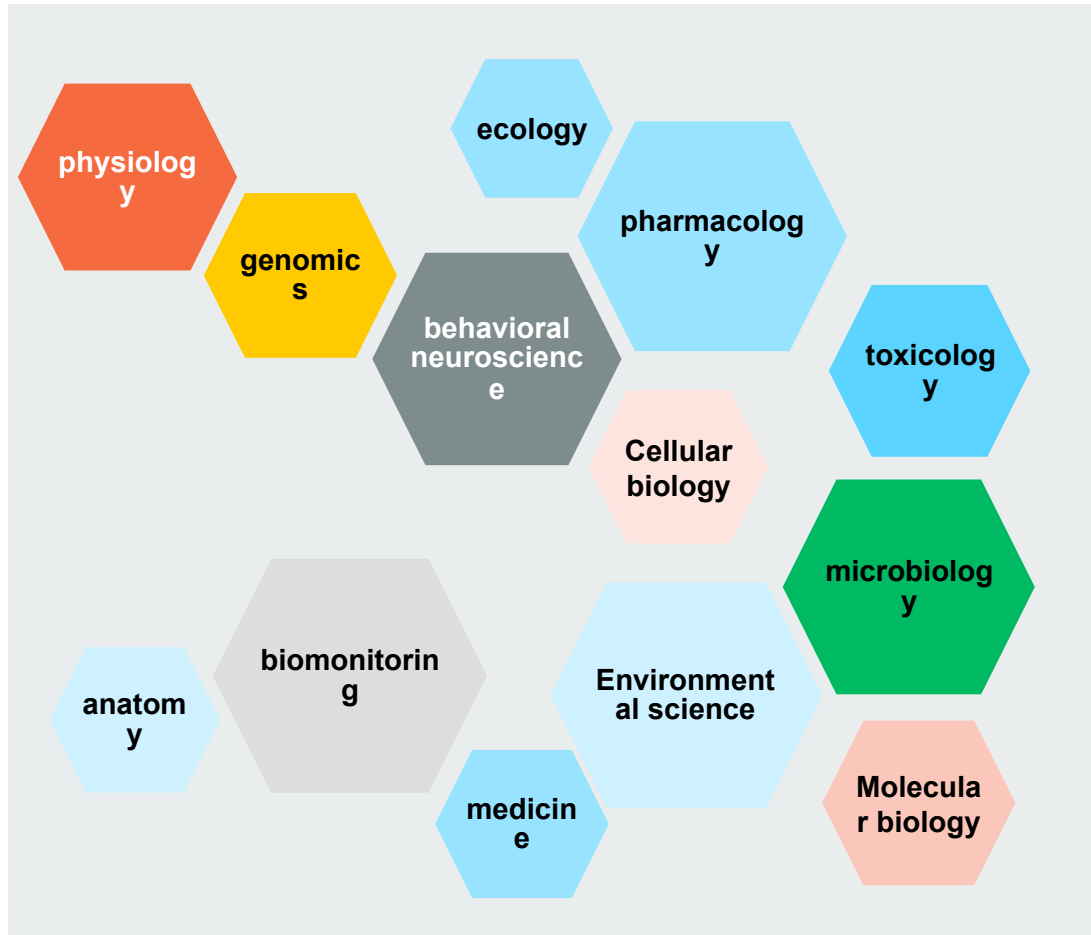 ecology
physiolog
y
pharmacolog
y
genomic
s
behavioral
neuroscienc
e
toxicolog
y
Cellular
biology
microbiolog
y
biomonitorin
g
Environment
al science
anatom
y
medicin
e
Molecula
r biology